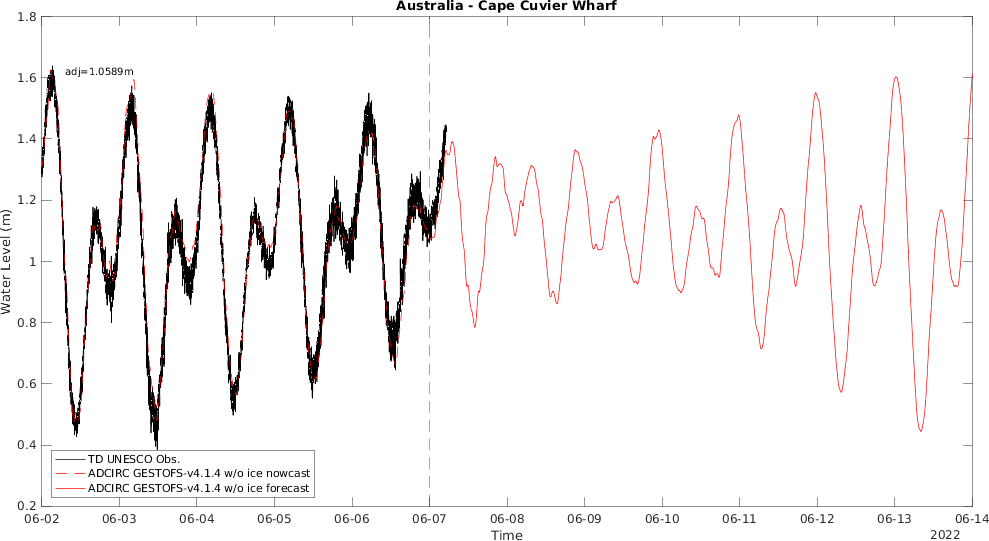 Australia - Cape Cuvier Wharf
1.8
1.6
1.4
1.2
1
0.8
0.6
0.4
0.2
Water Level (m)
adj=1.0589m
TD UNESCO Obs.
ADCIRC GESTOFS-v4.1.4 w/o ice nowcast
ADCIRC GESTOFS-v4.1.4 w/o ice forecast
06-02 06-03 06-04 06-05 06-06 06-07 06-08 06-09 06-10 06-11 06-12 06-13 06-14
Time
2022